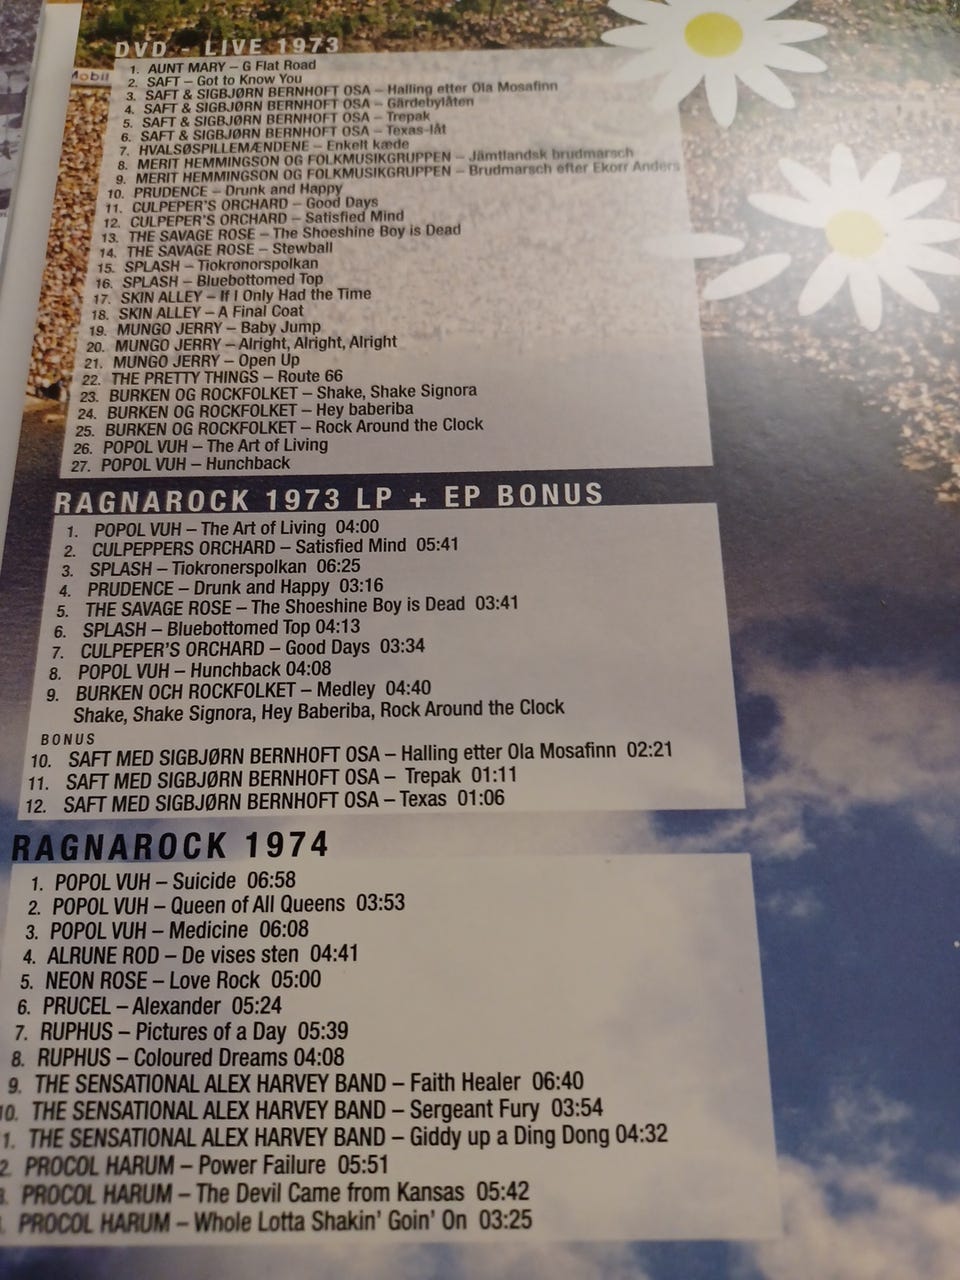 DVD - LIVE 1973
Mobil
1. AUNT MARY – G Flat Road
2. SAFT – Got to Know You
3. SAFT & SIGBJØRN BERNHOFT OSA – Halling etter Ola Mosafinn
4. SAFT & SIGBJØRN BERNHOFT OSA – Gärdebylåten
5. SAFT & SIGBJØRN BERNHOFT OSA – Trepak
6. SAFT & SIGBJØRN BERNHOFT OSA – Texas-låt
7. HVALSØSPILLEMÆNDENE – Enkelt kæde
8. MERIT HEMMINGSON OG FOLKMUSIKGRUPPEN – Jämtlandsk brudmarsch
9. MERIT HEMMINGSON OG FOLKMUSIKGRUPPEN – Brudmarsch efter Ekorr Anders
10. PRUDENCE – Drunk and Happy
11. CULPEPER'S ORCHARD – Good Days
12. CULPEPER'S ORCHARD – Satisfied Mind
13. THE SAVAGE ROSE – The Shoeshine Boy is Dead
14. THE SAVAGE ROSE – Stewball
15. SPLASH – Tiokronorspolkan
16. SPLASH – Bluebottomed Top
17. SKIN ALLEY – If I Only Had the Time
18. SKIN ALLEY – A Final Coat
19. MUNGO JERRY – Baby Jump
20. MUNGO JERRY – Alright, Alright, Alright
21. MUNGO JERRY – Open Up
22. THE PRETTY THINGS – Route 66
23. BURKEN OG ROCKFOLKET – Shake, Shake Signora
24. BURKEN OG ROCKFOLKET – Hey baberiba
25. BURKEN OG ROCKFOLKET – Rock Around the Clock
26. POPOL VUH – The Art of Living
27. POPOL VUH – Hunchback
RAGNAROCK 1973 LP + EP BONUS
1. POPOL VUH – The Art of Living 04:00
2. CULPEPPERS ORCHARD – Satisfied Mind 05:41
3. SPLASH – Tiokronerspolkan 06:25
4. PRUDENCE – Drunk and Happy 03:16
5. THE SAVAGE ROSE – The Shoeshine Boy is Dead 03:41
6. SPLASH – Bluebottomed Top 04:13
7. CULPEPER'S ORCHARD – Good Days 03:34
8. POPOL VUH – Hunchback 04:08
9. BURKEN OCH ROCKFOLKET – Medley 04:40
Shake, Shake Signora, Hey Baberiba, Rock Around the Clock
BONUS
10. SAFT MED SIGBJØRN BERNHOFT OSA – Halling etter Ola Mosafinn 02:21
11. SAFT MED SIGBJØRN BERNHOFT OSA – Trepak 01:11
12. SAFT MED SIGBJØRN BERNHOFT OSA – Texas 01:06
RAGNAROCK 1974
1. POPOL VUH – Suicide 06:58
2. POPOL VUH – Queen of All Queens 03:53
3. POPOL VUH – Medicine 06:08
4. ALRUNE ROD – De vises sten 04:41
5. NEON ROSE – Love Rock 05:00
6. PRUCEL – Alexander 05:24
7. RUPHUS – Pictures of a Day 05:39
8. RUPHUS – Coloured Dreams 04:08
9. THE SENSATIONAL ALEX HARVEY BAND – Faith Healer 06:40
10. THE SENSATIONAL ALEX HARVEY BAND – Sergeant Fury 03:54
1. THE SENSATIONAL ALEX HARVEY BAND – Giddy up a Ding Dong 04:32
2. PROCOL HARUM – Power Failure 05:51
3. PROCOL HARUM – The Devil Came from Kansas 05:42
. PROCOL HARUM – Whole Lotta Shakin' Goin' On 03:25